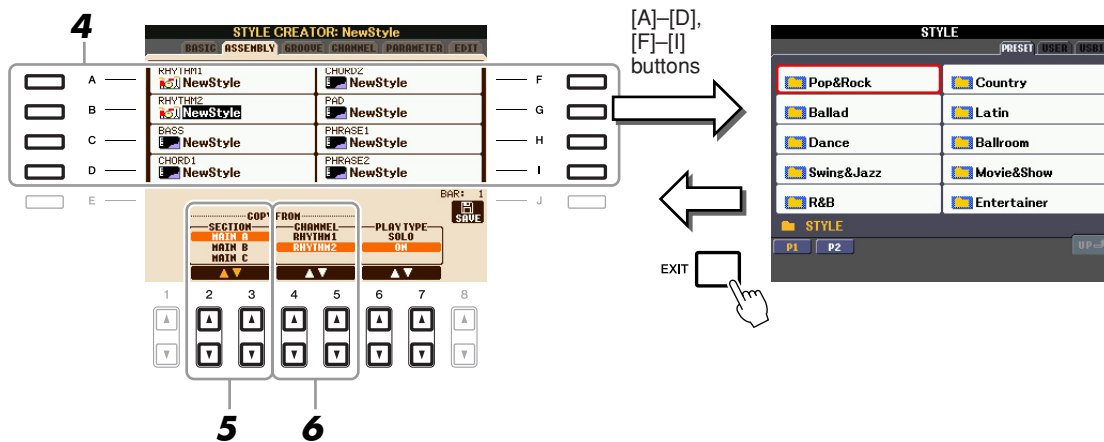 4
STYLE CREATOR: NewStyle
BASIC ASSEMBLY GROOVE CHANNEL PARAMETER EDIT
A
RHYTHM1
NewStyle
CHORD2
NewStyle
F
B
RHYTHM2
NewStyle
PAD
NewStyle
G
C
BASS
NewStyle
PHRASE1
NewStyle
H
D
CHORD1
NewStyle
PHRASE2
NewStyle
I
E
J
BAR: 1
SAVE
COPY FROM
SECTION
CHANNEL
PLAY TYPE
MAIN A
RHYTHM1
SOLO
MAIN B
RHYTHM2
ON
MAIN C
1 2 3 4 5 6 7 8
5
6
[A]–[D],
[F]–[I]
buttons
EXIT
STYLE
PRESET USER USB1
Pop&Rock
Country
Ballad
Latin
Dance
Ballroom
Swing&Jazz
Movie&Show
R&B
Entertainer
STYLE
P1 P2
UP